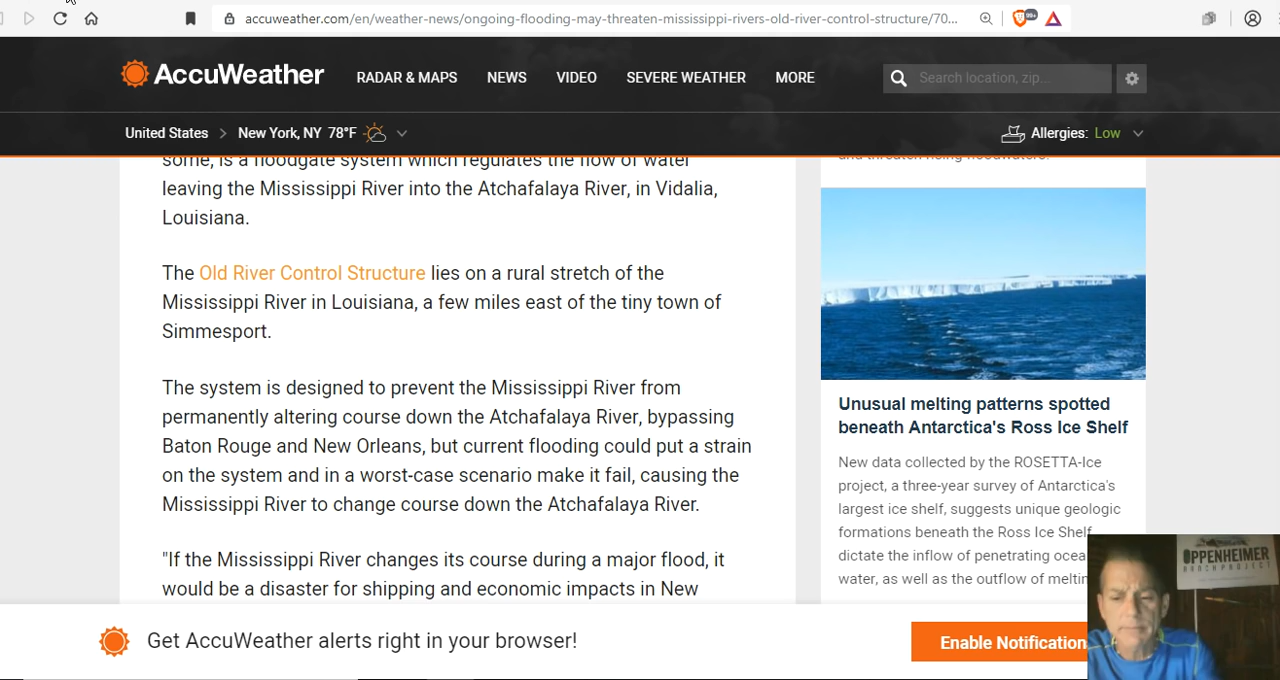 accuweather.com/en/weather-news/ongoing-flooding-may-threaten-mississippi-rivers-old-river-control-structure/70...
99+
AccuWeather
RADAR & MAPS
NEWS
VIDEO
SEVERE WEATHER
MORE
Search location, zip...
United States > New York, NY 78°F
Allergies: Low
some, is a floodgate system which regulates the flow of water
leaving the Mississippi River into the Atchafalaya River, in Vidalia,
Louisiana.
The Old River Control Structure lies on a rural stretch of the
Mississippi River in Louisiana, a few miles east of the tiny town of
Simmesport.
The system is designed to prevent the Mississippi River from
permanently altering course down the Atchafalaya River, bypassing
Baton Rouge and New Orleans, but current flooding could put a strain
on the system and in a worst-case scenario make it fail, causing the
Mississippi River to change course down the Atchafalaya River.
"If the Mississippi River changes its course during a major flood, it
would be a disaster for shipping and economic impacts in New
and threaten rising floodwaters.
Unusual melting patterns spotted
beneath Antarctica's Ross Ice Shelf
New data collected by the ROSETTA-Ice
project, a three-year survey of Antarctica's
largest ice shelf, suggests unique geologic
formations beneath the Ross Ice Shelf
dictate the inflow of penetrating ocea
water, as well as the outflow of meltin
OPPENHEIMER
RANCH PROJECT
Get AccuWeather alerts right in your browser!
Enable Notification